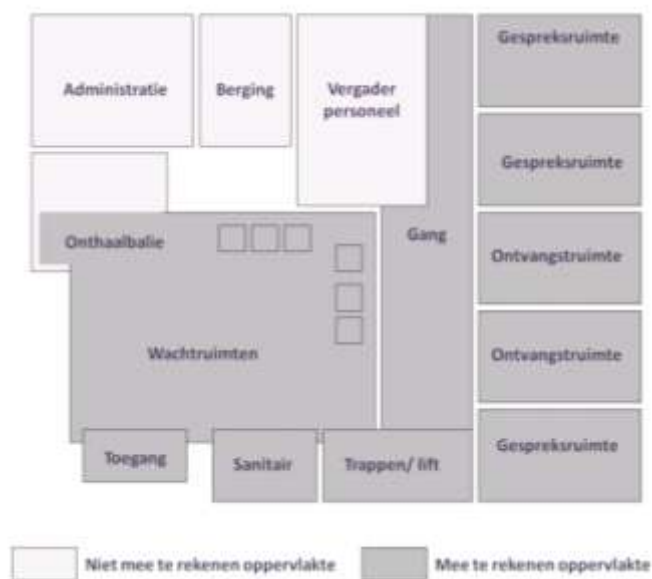 Gespreksruimte
Administratie
Berging
Vergader
personeel
Gespreksruimte
Onthaalbalie
Gang
Ontvangstruimte
Wachtruimten
Ontvangstruimte
Toegang
Sanitair
Trappen/ lift
Gespreksruimte
Niet mee te rekenen oppervlakte
Mee te rekenen oppervlakte